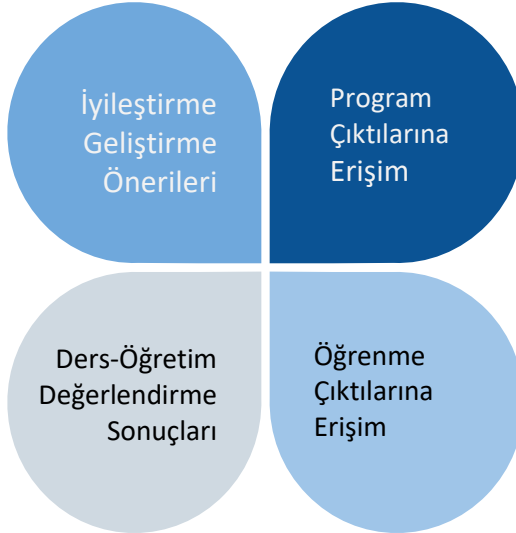 İyileştirme
Geliştirme
Önerileri
Program
Çıktılarına
Erişim
Ders-Öğretim
Değerlendirme
Sonuçları
Öğrenme
Çıktılarına
Erişim